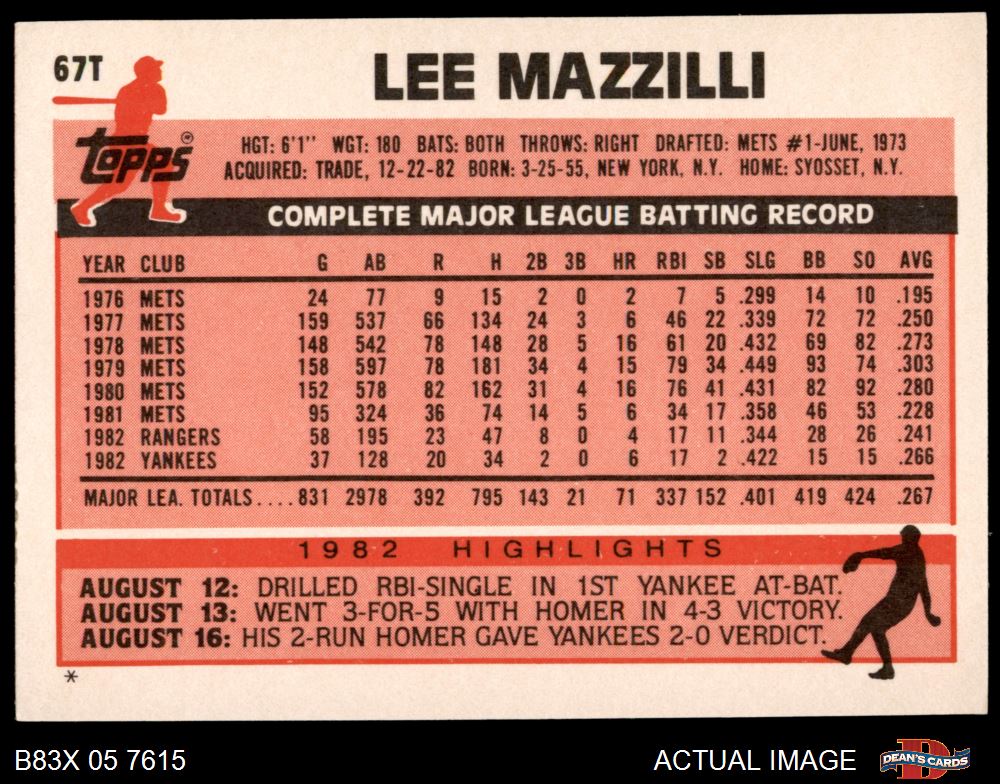 67T
LEE MAZZILLI
topps®
HGT: 6'1" WGT: 180 BATS: BOTH THROWS: RIGHT DRAFTED: METS #1-JUNE, 1973
ACQUIRED: TRADE, 12-22-82 BORN: 3-25-55, NEW YORK, N.Y. HOME: SYOSSET, N.Y.
COMPLETE MAJOR LEAGUE BATTING RECORD
YEAR CLUB G AB R H 2B 3B HR RBI SB SLG BB SO AVG
1976 METS 24 77 9 15 2 0 2 7 5 .299 14 10 .195
1977 METS 159 537 66 134 24 3 6 46 22 .339 72 72 .250
1978 METS 148 542 78 148 28 5 16 61 20 .432 69 82 .273
1979 METS 158 597 78 181 34 4 15 79 34 .449 93 74 .303
1980 METS 152 578 82 162 31 4 16 76 41 .431 82 92 .280
1981 METS 95 324 36 74 14 5 6 34 17 .358 46 53 .228
1982 RANGERS 58 195 23 47 8 0 4 17 11 .344 28 26 .241
1982 YANKEES 37 128 20 34 2 0 6 17 2 .422 15 15 .266
MAJOR LEA. TOTALS.... 831 2978 392 795 143 21 71 337 152 .401 419 424 .267
1982 HIGHLIGHTS
AUGUST 12: DRILLED RBI-SINGLE IN 1ST YANKEE AT-BAT.
AUGUST 13: WENT 3-FOR-5 WITH HOMER IN 4-3 VICTORY.
AUGUST 16: HIS 2-RUN HOMER GAVE YANKEES 2-0 VERDICT.
*
B83X 05 7615 ACTUAL IMAGE D DEAN'S CARDS